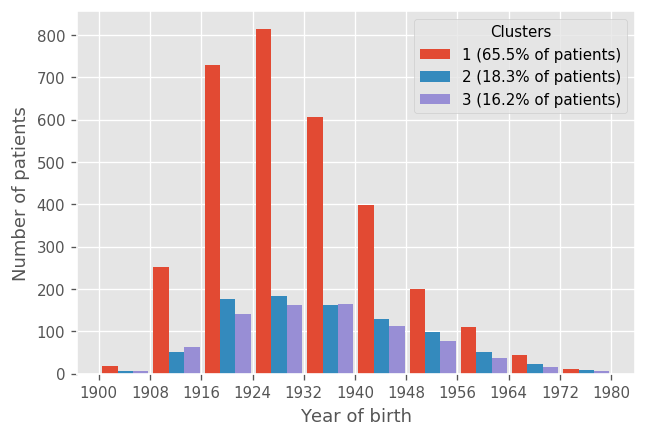 Clusters
1 (65.5% of patients)
2 (18.3% of patients)
3 (16.2% of patients)
Number of patients
800
700
600
500
400
300
200
100
0
1900 1908 1916 1924 1932 1940 1948 1956 1964 1972 1980
Year of birth